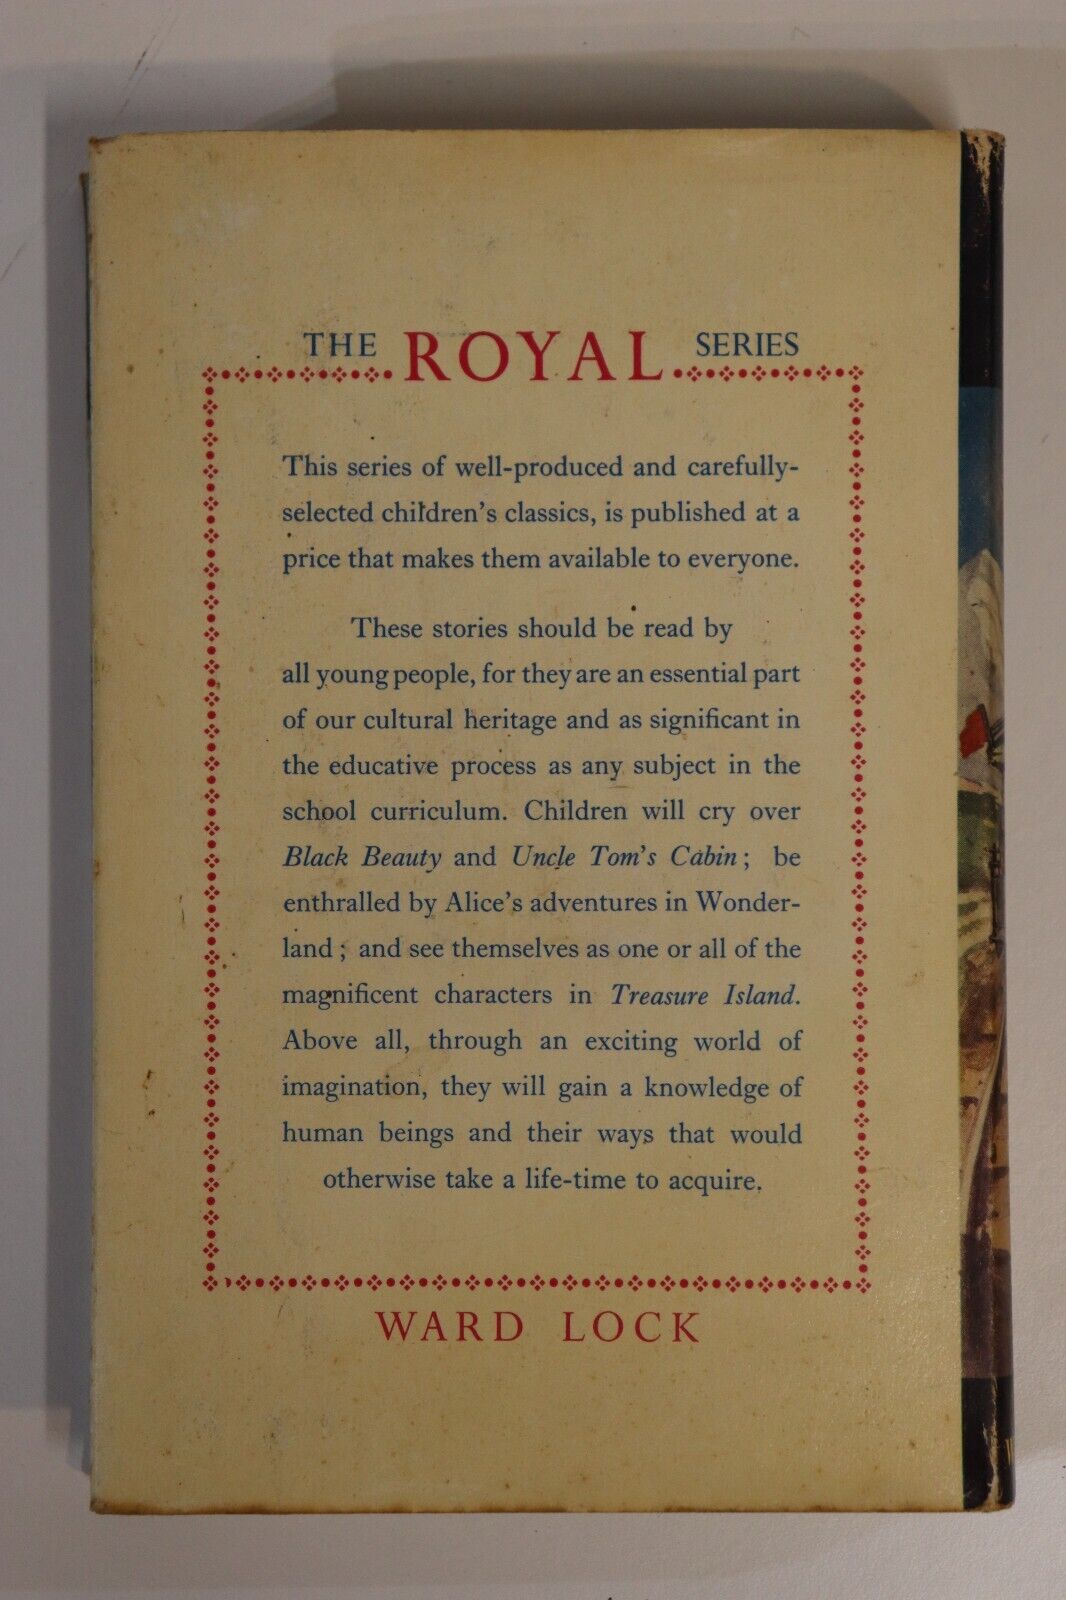 THE ROYAL SERIES
This series of well-produced and carefully-
selected children's classics, is published at a
price that makes them available to everyone.
These stories should be read by
all young people, for they are an essential part
of our cultural heritage and as significant in
the educative process as any subject in the
school curriculum. Children will cry over
Black Beauty and Uncle Tom's Cabin; be
enthralled by Alice's adventures in Wonder-
land; and see themselves as one or all of the
magnificent characters in Treasure Island.
Above all, through an exciting world of
imagination, they will gain a knowledge of
human beings and their ways that would
otherwise take a life-time to acquire.
WARD LOCK